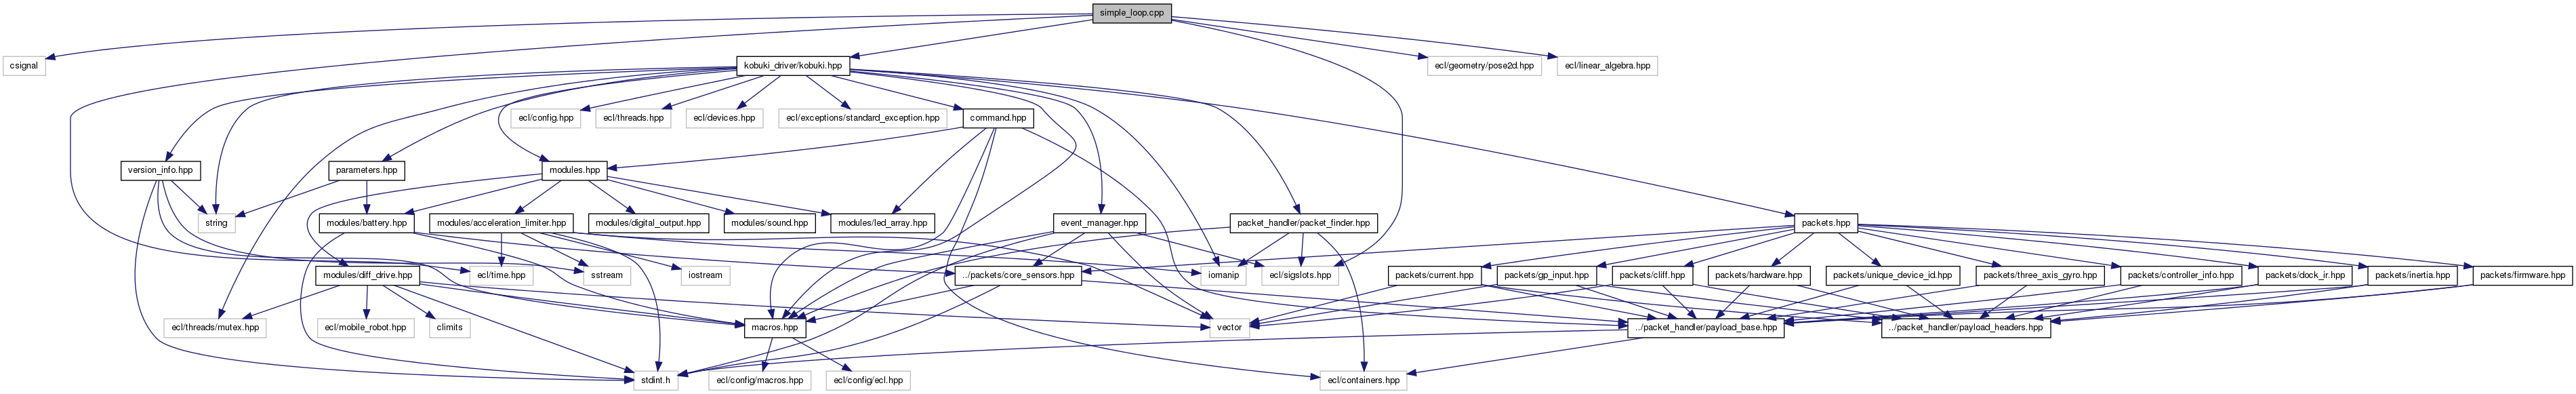 simple_loop.cpp
csignal
kobuki_driver/kobuki.hpp
ecl/geometry/pose2d.hpp
ecl/linear_algebra.hpp
ecl/config.hpp
ecl/threads.hpp
ecl/devices.hpp
ecl/exceptions/standard_exception.hpp
command.hpp
version_info.hpp
parameters.hpp
modules.hpp
string
modules/battery.hpp
modules/acceleration_limiter.hpp
modules/digital_output.hpp
modules/sound.hpp
modules/led_array.hpp
event_manager.hpp
packet_handler/packet_finder.hpp
packets.hpp
modules/diff_drive.hpp
ecl/time.hpp
sstream
iostream
../packets/core_sensors.hpp
iomanip
ecl/sigslots.hpp
packets/current.hpp
packets/gp_input.hpp
packets/cliff.hpp
packets/hardware.hpp
packets/unique_device_id.hpp
packets/three_axis_gyro.hpp
packets/controller_info.hpp
packets/dock_ir.hpp
packets/inertia.hpp
packets/firmware.hpp
ecl/threads/mutex.hpp
ecl/mobile_robot.hpp
climits
macros.hpp
vector
../packet_handler/payload_base.hpp
../packet_handler/payload_headers.hpp
stdint.h
ecl/config/macros.hpp
ecl/config/ecl.hpp
ecl/containers.hpp